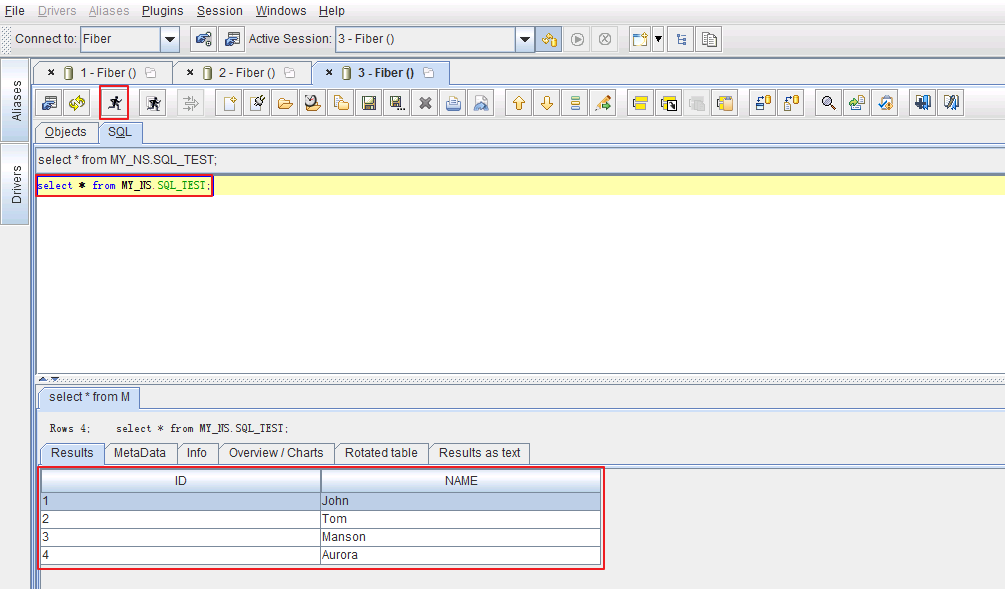 File Drivers Aliases Plugins Session Windows Help
Connect to: Fiber Active Session: 3 - Fiber ()
Aliases
Drivers
1 - Fiber () 2 - Fiber () 3 - Fiber ()
Objects SQL
select * from MY_NS.SQL_TEST;
select * from MY_NS.SQL_TEST;
select * from M
Rows 4; select * from MY_NS.SQL_TEST;
Results MetaData Info Overview / Charts Rotated table Results as text
ID NAME
1 John
2 Tom
3 Manson
4 Aurora